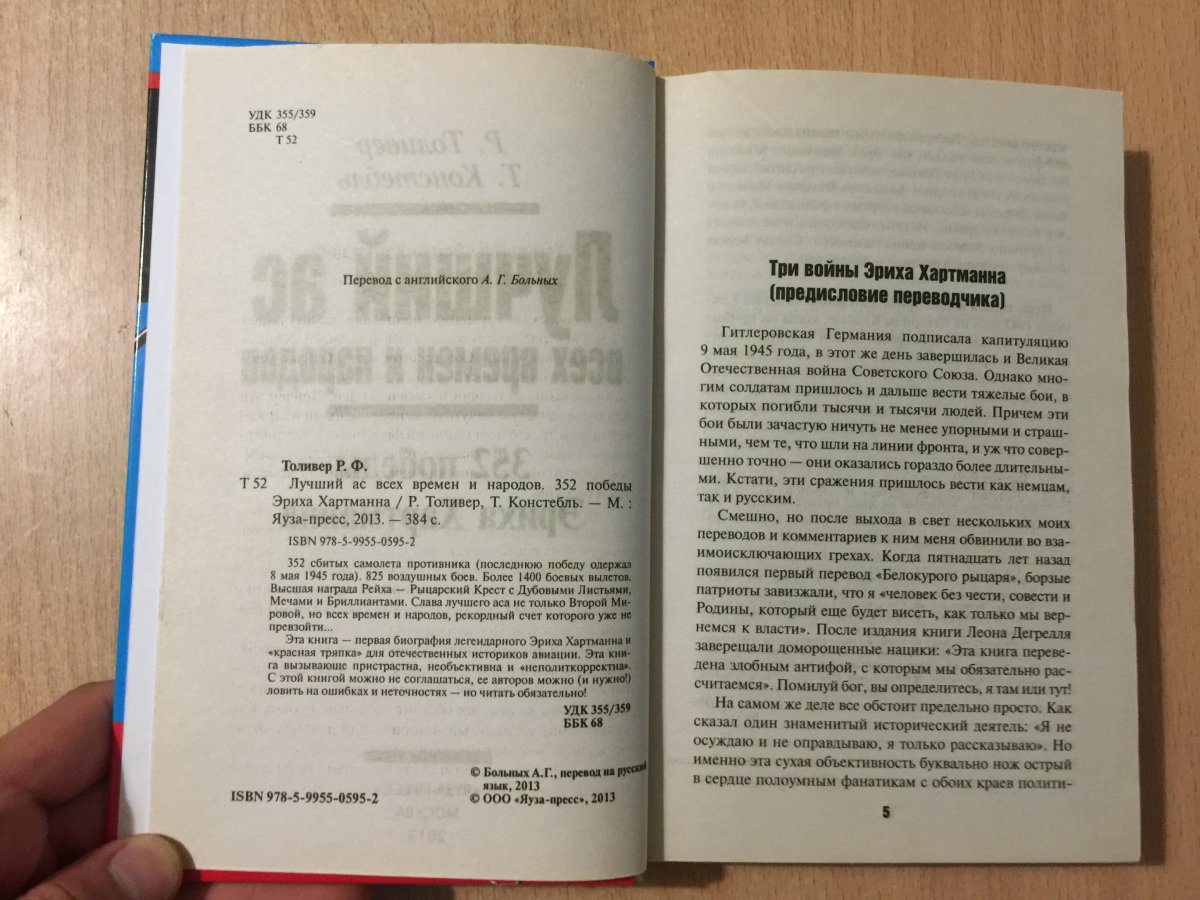 УДК 355/359
ББК 68
Т 52
Р. Толивер
Т. Констебль
Лучший ас
всех времен и народов
352 победы
Эриха
Перевод с английского А. Г. Больных
Толивер Р. Ф.
Т 52 Лучший ас всех времен и народов. 352 победы
Эриха Хартманна / Р. Толивер, Т. Констебль. — М. :
Яуза-пресс, 2013. — 384 с.
ISBN 978-5-9955-0595-2
352 сбитых самолета противника (последнюю победу одержал
8 мая 1945 года). 825 воздушных боев. Более 1400 боевых вылетов.
Высшая награда Рейха — Рыцарский Крест с Дубовыми Листьями,
Мечами и Бриллиантами. Слава лучшего аса не только Второй Ми-
ровой, но всех времен и народов, рекордный счет которого уже не
превзойти...
Эта книга — первая биография легендарного Эриха Хартманна и
«красная тряпка» для отечественных историков авиации. Эта кни-
га вызывающе пристрастна, необъективна и «неполиткорректна».
С этой книгой можно не соглашаться, ее авторов можно (и нужно!)
ловить на ошибках и неточностях — но читать обязательно!
УДК 355/359
ББК 68
© Больных А.Г., перевод на русский
язык, 2013
ISBN 978-5-9955-0595-2 © ООО «Яуза-пресс», 2013
МОСКВА
2013
Три войны Эриха Хартманна
(предисловие переводчика)
Гитлеровская Германия подписала капитуляцию
9 мая 1945 года, в этот же день завершилась и Великая
Отечественная война Советского Союза. Однако мно-
гим солдатам пришлось и дальше вести тяжелые бои, в
которых погибли тысячи и тысячи людей. Причем эти
бои были зачастую ничуть не менее упорными и страш-
ными, чем те, что шли на линии фронта, и уж что совер-
шенно точно — они оказались гораздо более длительны-
ми. Кстати, эти сражения пришлось вести как немцам,
так и русским.
Смешно, но после выхода в свет нескольких моих
переводов и комментариев к ним меня обвинили во вза-
имоисключающих грехах. Когда пятнадцать лет назад
появился первый перевод «Белокурого рыцаря», борзые
патриоты завизжали, что я «человек без чести, совести и
Родины, который еще будет висеть, как только мы вер-
немся к власти». После издания книги Леона Дегрелля
заверещали доморощенные нацики: «Эта книга переве-
дена злобным антифой, с которым мы обязательно рас-
считаемся». Помилуй бог, вы определитесь, я там или тут!
На самом же деле все обстоит предельно просто. Как
сказал один знаменитый исторический деятель: «Я не
осуждаю и не оправдываю, я только рассказываю». Но
именно эта сухая объективность буквально нож острый
в сердце полоумным фанатикам с обоих краев полити-
5